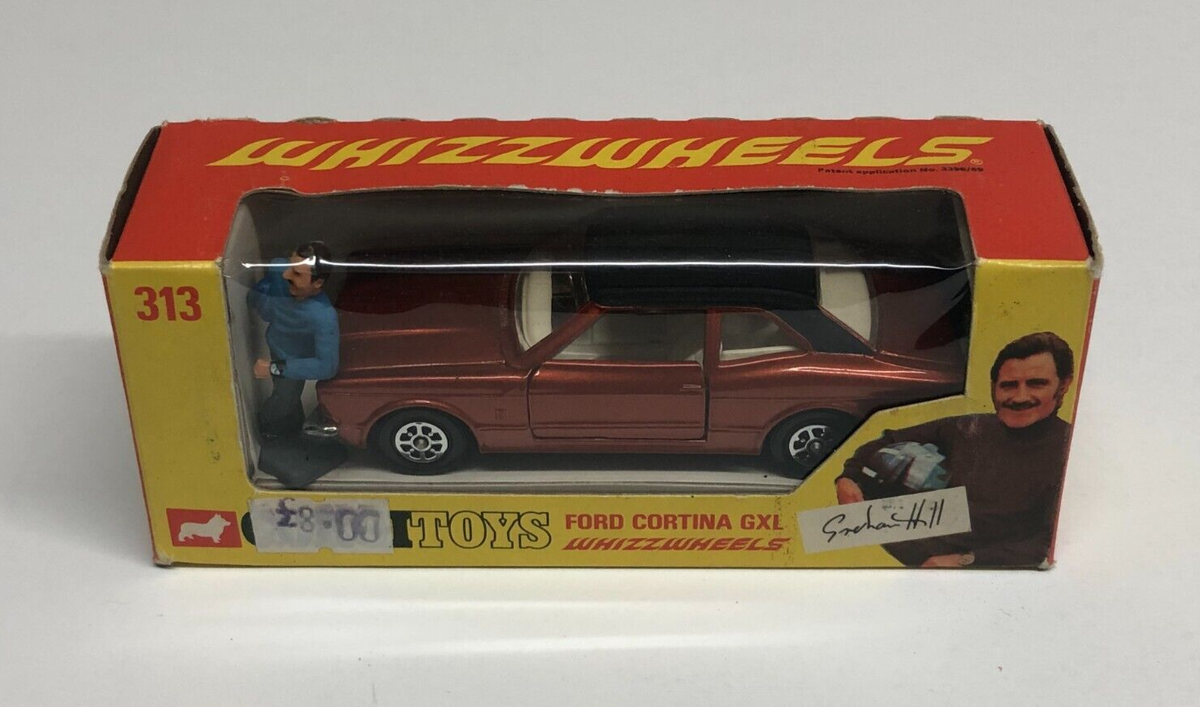 WHIZZWHEELS®
Patent application No. 3396/69
313
£8.00
TOYS
FORD CORTINA GXL
WHIZZWHEELS
Graham Hill